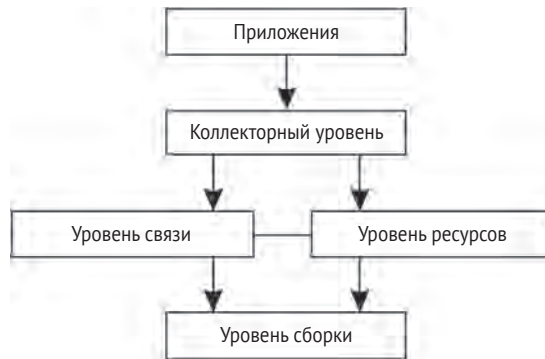 Приложения
Коллекторный уровень
Уровень связи
Уровень ресурсов
Уровень сборки